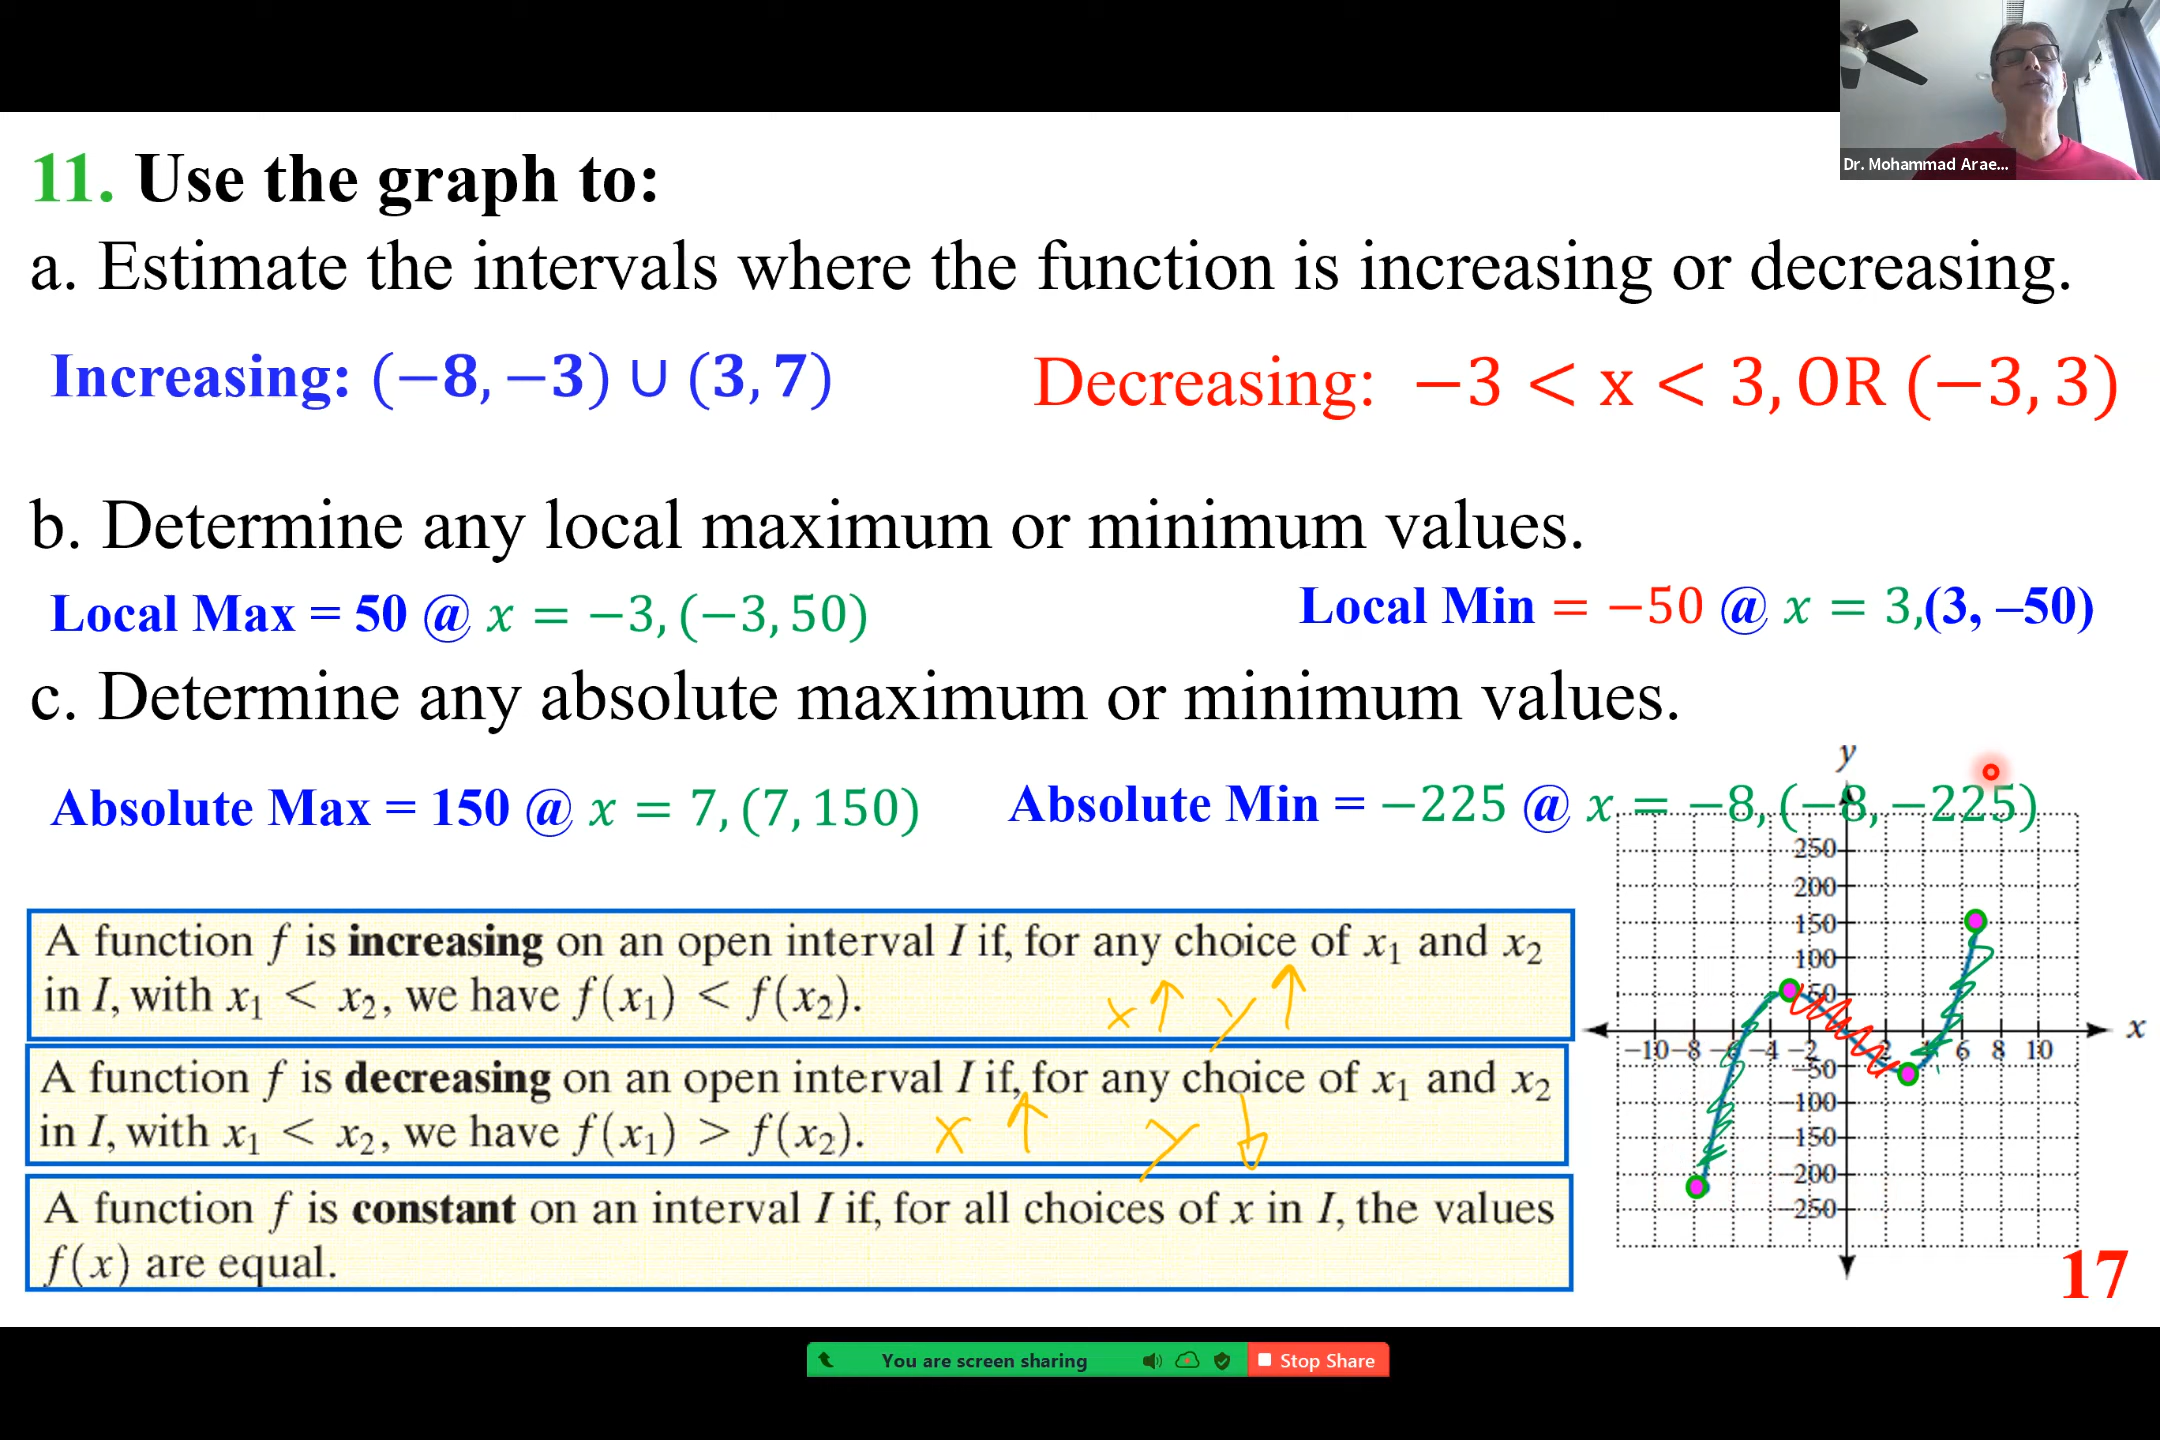 Dr. Mohammad Arae...
11. Use the graph to:
a. Estimate the intervals where the function is increasing or decreasing.
Increasing: (−8, −3) ∪ (3, 7)
Decreasing: −3 < x < 3, OR (−3, 3)
b. Determine any local maximum or minimum values.
Local Max = 50 @ x = −3, (−3, 50)
Local Min = −50 @ x = 3,(3, –50)
c. Determine any absolute maximum or minimum values.
Absolute Max = 150 @ x = 7, (7, 150)
Absolute Min = −225 @ x = −8, (−8, −225)
A function f is increasing on an open interval I if, for any choice of x₁ and x₂
in I, with x₁ < x₂, we have f(x₁) < f(x₂).
x ↑ y ↑
A function f is decreasing on an open interval I if, for any choice of x₁ and x₂
in I, with x₁ < x₂, we have f(x₁) > f(x₂).
x ↑ y ↓
A function f is constant on an interval I if, for all choices of x in I, the values
f(x) are equal.
y
250
200
150
100
50
x
−10 −8 −6 −4 −2 2 4 6 8 10
−50
−100
−150
−200
−250
17
You are screen sharing
Stop Share